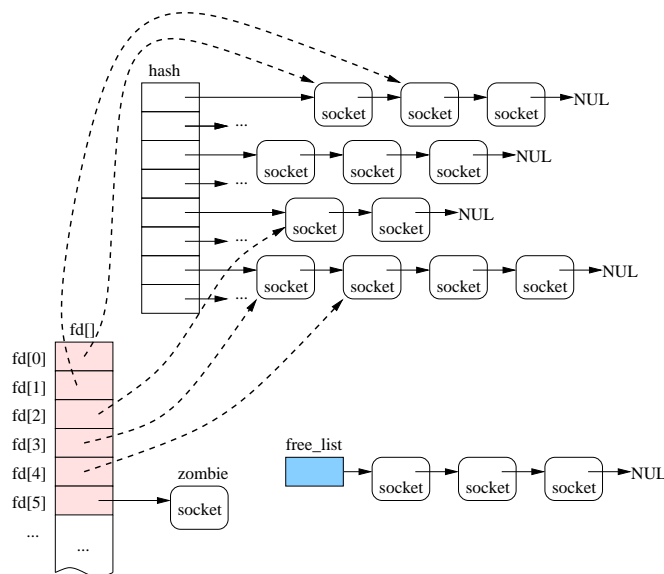 hash
socket socket socket NUL
...
socket socket socket NUL
...
socket socket NUL
...
socket socket socket socket NUL
...
fd[]
fd[0]
fd[1]
fd[2]
fd[3]
fd[4]
fd[5]
...
...
zombie
socket
free_list
socket socket socket NUL